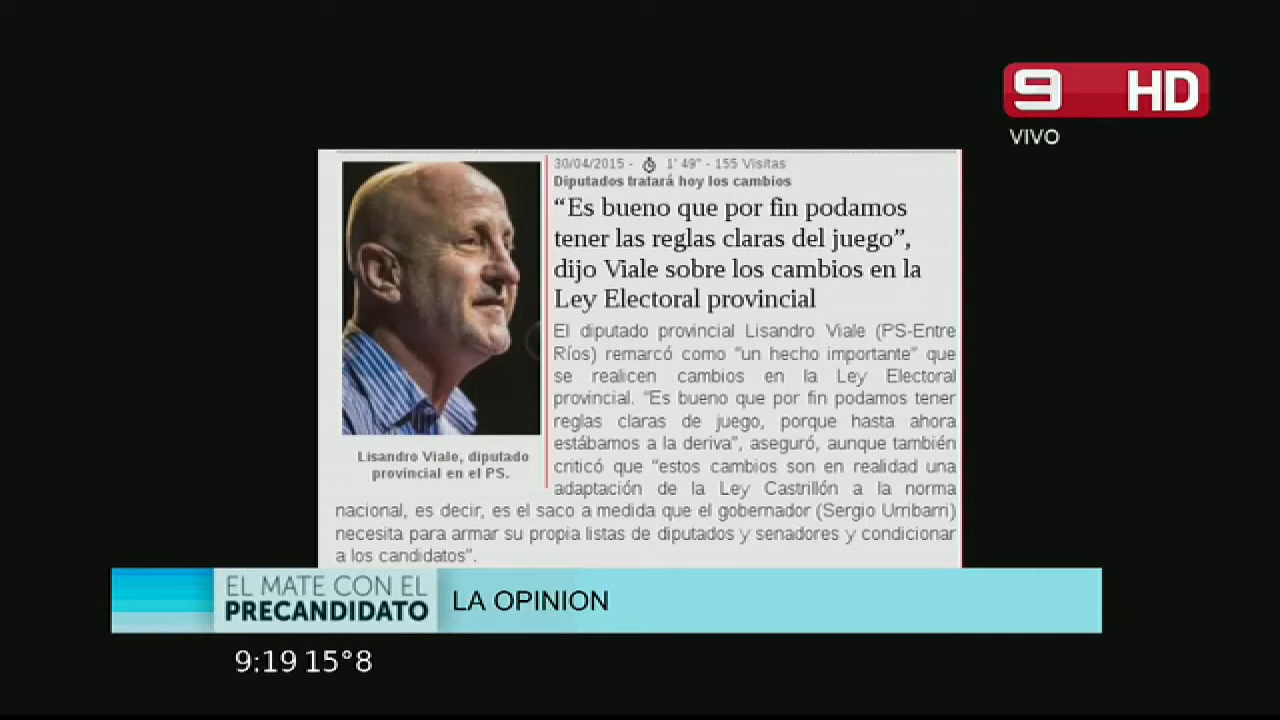 9 HD
VIVO
30/04/2015 - 1' 49" - 155 Visitas
Diputados tratará hoy los cambios
“Es bueno que por fin podamos
tener las reglas claras del juego”,
dijo Viale sobre los cambios en la
Ley Electoral provincial
El diputado provincial Lisandro Viale (PS-Entre
Ríos) remarcó como "un hecho importante" que
se realicen cambios en la Ley Electoral
provincial. "Es bueno que por fin podamos tener
reglas claras de juego, porque hasta ahora
estábamos a la deriva", aseguró, aunque también
criticó que "estos cambios son en realidad una
adaptación de la Ley Castrillón a la norma
nacional, es decir, es el saco a medida que el gobernador (Sergio Urribarri)
necesita para armar su propia listas de diputados y senadores y condicionar
a los candidatos".
Lisandro Viale, diputado
provincial en el PS.
EL MATE CON EL
PRECANDIDATO
LA OPINION
9:19 15°8